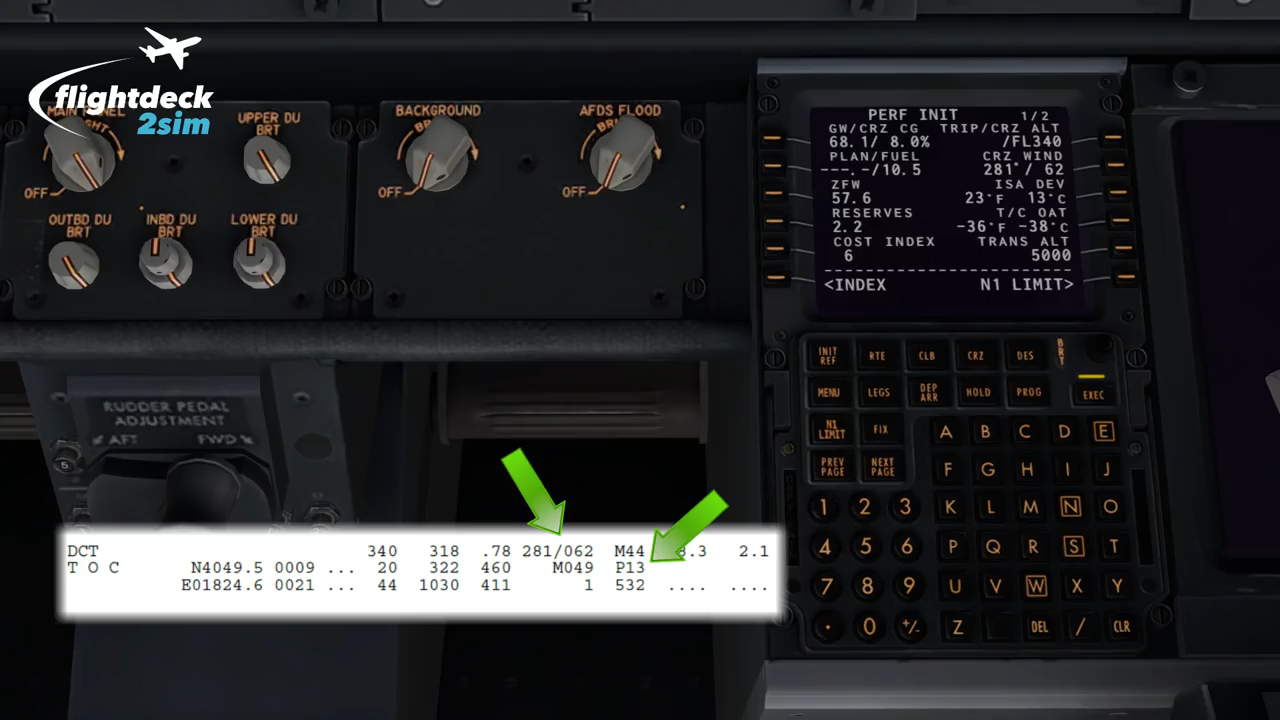 flightdeck
2sim
MAIN PANEL
BRIGHT
OFF
UPPER DU
BRT
OUTBD DU
BRT
INBD DU
BRT
LOWER DU
BRT
BACKGROUND
OFF
AFDS FLOOD
OFF
RUDDER PEDAL
ADJUSTMENT
AFT FWD
PERF INIT 1/2
GW/CRZ CG TRIP/CRZ ALT
68.1/ 8.0% /FL340
PLAN/FUEL CRZ WIND
---.-/10.5 281°/ 62
ZFW ISA DEV
57.6 23°F 13°C
RESERVES T/C OAT
2.2 -36°F -38°C
COST INDEX TRANS ALT
6 5000
<INDEX N1 LIMIT>
INIT REF RTE CLB CRZ DES BRT
MENU LEGS DEP ARR HOLD PROG EXEC
N1 LIMIT FIX A B C D E
PREV PAGE NEXT PAGE F G H I J
1 2 3 K L M N O
4 5 6 P Q R S T
7 8 9 U V W X Y
. 0 +/- Z DEL / CLR
DCT 340 318 .78 281/062 M44 2.1
T O C N4049.5 0009 ... 20 322 460 M049 P13
E01824.6 0021 ... 44 1030 411 1 532 .... ....